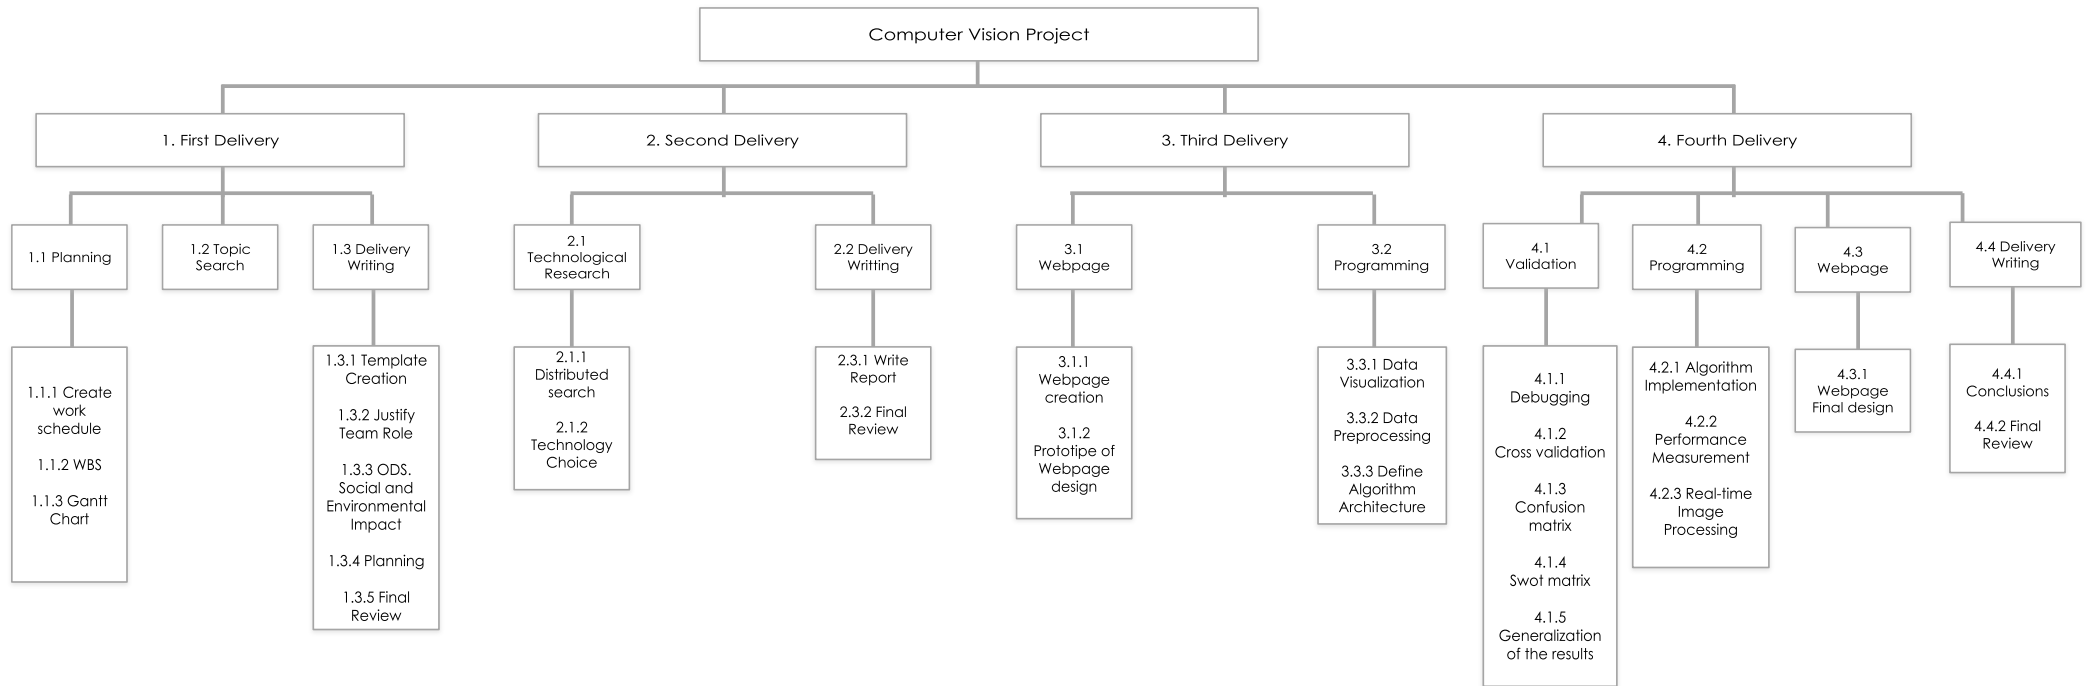 Computer Vision Project
1. First Delivery
2. Second Delivery
3. Third Delivery
4. Fourth Delivery
1.1 Planning
1.2 Topic
Search
1.3 Delivery
Writing
2.1
Technological
Research
2.2 Delivery
Writting
3.1
Webpage
3.2
Programming
4.1
Validation
4.2
Programming
4.3
Webpage
4.4 Delivery
Writing
1.1.1 Create
work
schedule
1.1.2 WBS
1.1.3 Gantt
Chart
1.3.1 Template
Creation
1.3.2 Justify
Team Role
1.3.3 ODS.
Social and
Environmental
Impact
1.3.4 Planning
1.3.5 Final
Review
2.1.1
Distributed
search
2.1.2
Technology
Choice
2.3.1 Write
Report
2.3.2 Final
Review
3.1.1
Webpage
creation
3.1.2
Prototipe of
Webpage
design
3.3.1 Data
Visualization
3.3.2 Data
Preprocessing
3.3.3 Define
Algorithm
Architecture
4.1.1
Debugging
4.1.2
Cross validation
4.1.3
Confusion
matrix
4.1.4
Swot matrix
4.1.5
Generalization
of the results
4.2.1 Algorithm
Implementation
4.2.2
Performance
Measurement
4.2.3 Real-time
Image
Processing
4.3.1
Webpage
Final design
4.4.1
Conclusions
4.4.2 Final
Review